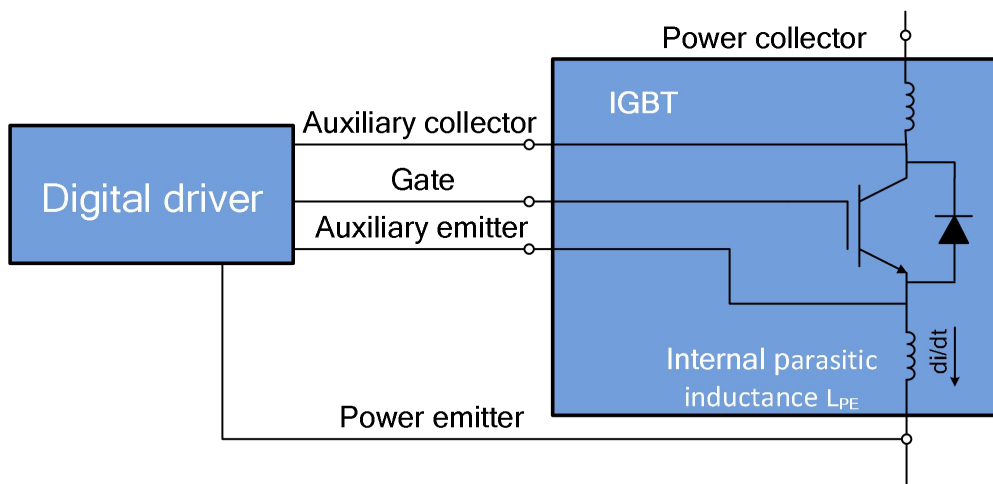 Power collector
IGBT
Auxiliary collector
Digital driver
Gate
Auxiliary emitter
Internal parasitic
inductance LPE
di/dt
Power emitter